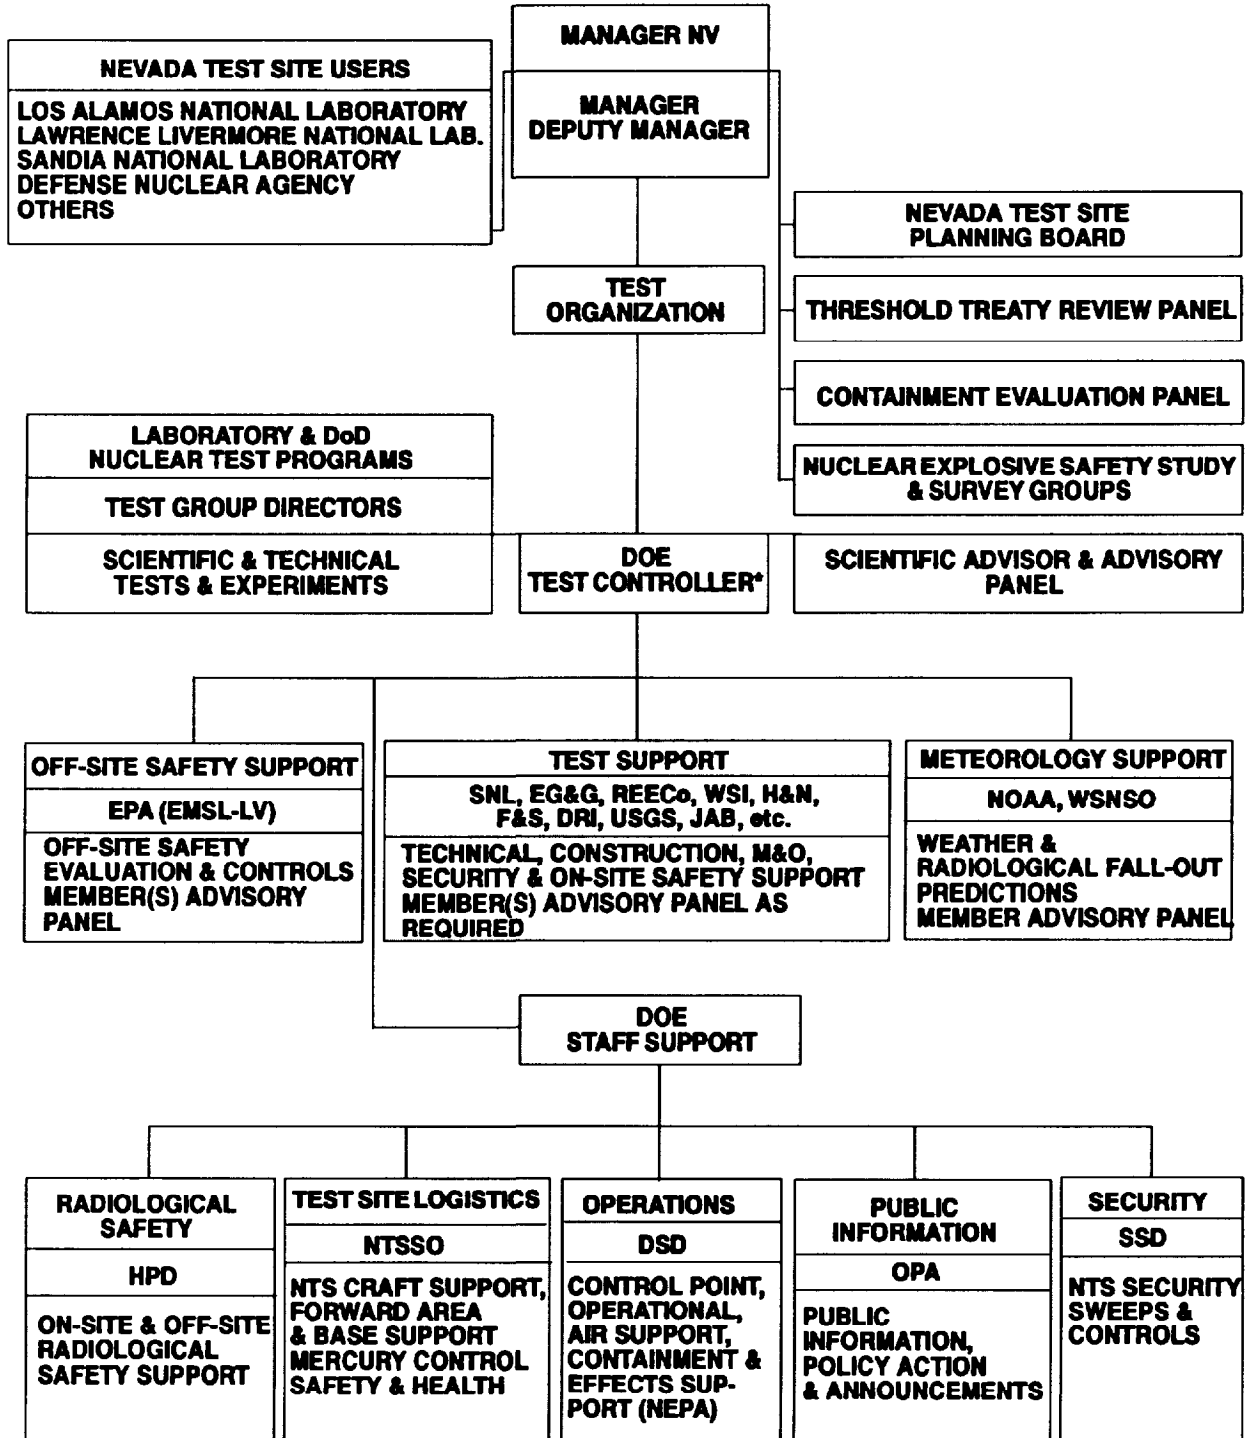 MANAGER NV
MANAGER
DEPUTY MANAGER
NEVADA TEST SITE USERS
LOS ALAMOS NATIONAL LABORATORY
LAWRENCE LIVERMORE NATIONAL LAB.
SANDIA NATIONAL LABORATORY
DEFENSE NUCLEAR AGENCY
OTHERS
NEVADA TEST SITE
PLANNING BOARD
TEST
ORGANIZATION
THRESHOLD TREATY REVIEW PANEL
CONTAINMENT EVALUATION PANEL
NUCLEAR EXPLOSIVE SAFETY STUDY
& SURVEY GROUPS
LABORATORY & DoD
NUCLEAR TEST PROGRAMS
TEST GROUP DIRECTORS
SCIENTIFIC & TECHNICAL
TESTS & EXPERIMENTS
DOE
TEST CONTROLLER*
SCIENTIFIC ADVISOR & ADVISORY
PANEL
OFF-SITE SAFETY SUPPORT
EPA (EMSL-LV)
OFF-SITE SAFETY
EVALUATION & CONTROLS
MEMBER(S) ADVISORY
PANEL
TEST SUPPORT
SNL, EG&G, REECo, WSI, H&N,
F&S, DRI, USGS, JAB, etc.
TECHNICAL, CONSTRUCTION, M&O,
SECURITY & ON-SITE SAFETY SUPPORT
MEMBER(S) ADVISORY PANEL AS
REQUIRED
METEOROLOGY SUPPORT
NOAA, WSNSO
WEATHER &
RADIOLOGICAL FALL-OUT
PREDICTIONS
MEMBER ADVISORY PANEL
DOE
STAFF SUPPORT
RADIOLOGICAL
SAFETY
HPD
ON-SITE & OFF-SITE
RADIOLOGICAL
SAFETY SUPPORT
TEST SITE LOGISTICS
NTSSO
NTS CRAFT SUPPORT,
FORWARD AREA
& BASE SUPPORT
MERCURY CONTROL
SAFETY & HEALTH
OPERATIONS
DSD
CONTROL POINT,
OPERATIONAL,
AIR SUPPORT,
CONTAINMENT &
EFFECTS SUP-
PORT (NEPA)
PUBLIC
INFORMATION
OPA
PUBLIC
INFORMATION,
POLICY ACTION
& ANNOUNCEMENTS
SECURITY
SSD
NTS SECURITY
SWEEPS &
CONTROLS